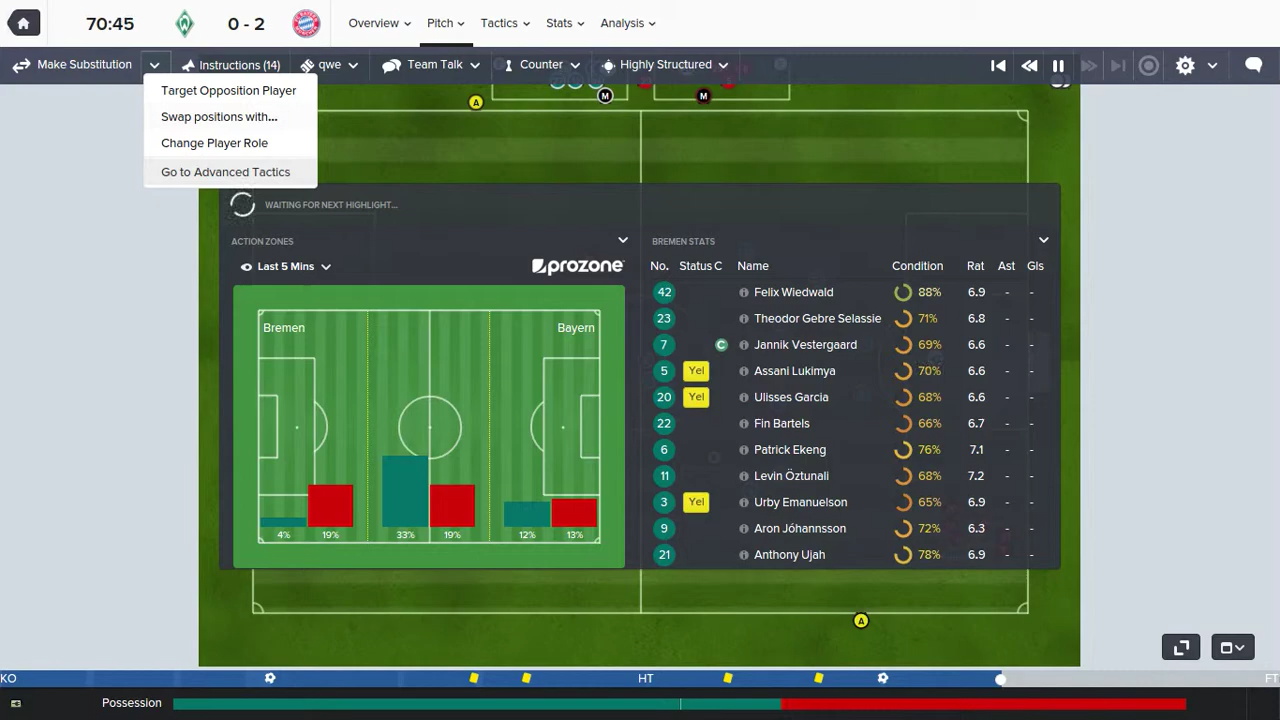 70:45 0 - 2 Overview Pitch Tactics Stats Analysis
Make Substitution Instructions (14) qwe Team Talk Counter Highly Structured
Target Opposition Player
Swap positions with...
Change Player Role
Go to Advanced Tactics
A M M
WAITING FOR NEXT HIGHLIGHT...
ACTION ZONES
Last 5 Mins prozone
Bremen Bayern
4% 19% 33% 19% 12% 13%
BREMEN STATS
No. Status C Name Condition Rat Ast Gls
42 Felix Wiedwald 88% 6.9 - -
23 Theodor Gebre Selassie 71% 6.8 - -
7 C Jannik Vestergaard 69% 6.6 - -
5 Yel Assani Lukimya 70% 6.6 - -
20 Yel Ulisses Garcia 68% 6.6 - -
22 Fin Bartels 66% 6.7 - -
6 Patrick Ekeng 76% 7.1 - -
11 Levin Öztunali 68% 7.2 - -
3 Yel Urby Emanuelson 65% 6.9 - -
9 Aron Jóhannsson 72% 6.3 - -
21 Anthony Ujah 78% 6.9 - -
A
KO HT FT
Possession